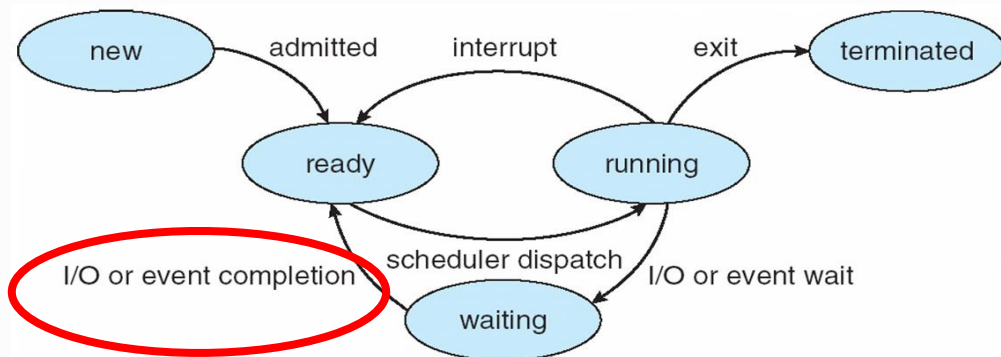 new
admitted
interrupt
exit
terminated
ready
running
I/O or event completion
scheduler dispatch
I/O or event wait
waiting